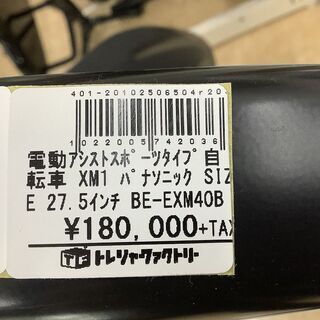 401-20102506504r20
1022005742036
電動アシストスポーツタイプ自
転車 XM1 パナソニック SIZ
E 27.5インチ BE-EXM40B
¥180,000+TAX
トレジャーファクトリー